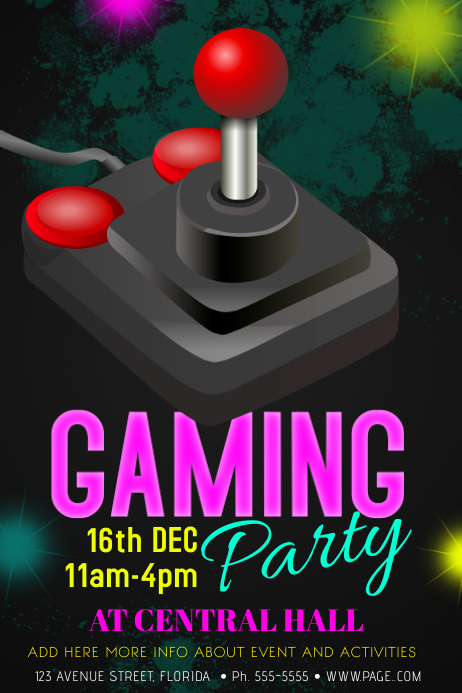 GAMING
16th DEC
Party
11am-4pm
AT CENTRAL HALL
ADD HERE MORE INFO ABOUT EVENT AND ACTIVITIES
123 AVENUE STREET, FLORIDA • Ph. 555-5555 • WWW.PAGE..COM